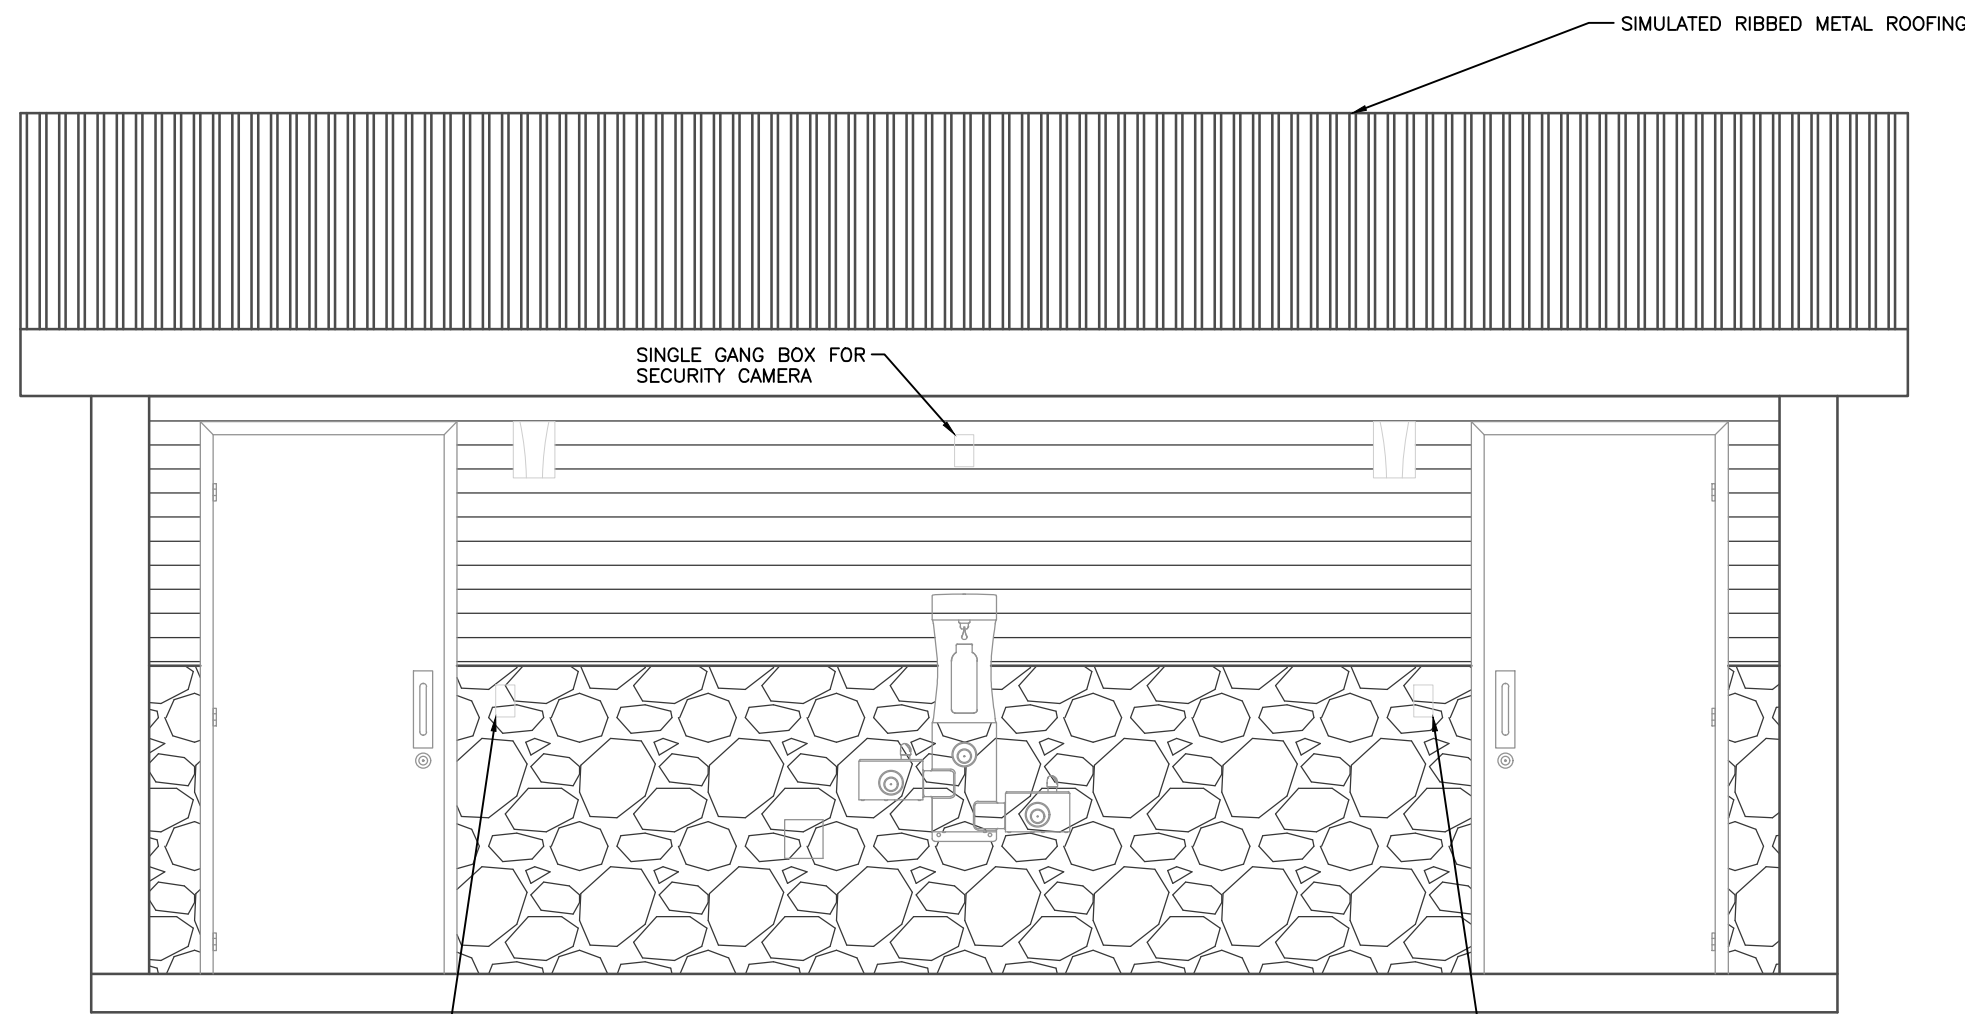 SIMULATED RIBBED METAL ROOFING
SINGLE GANG BOX FOR
SECURITY CAMERA